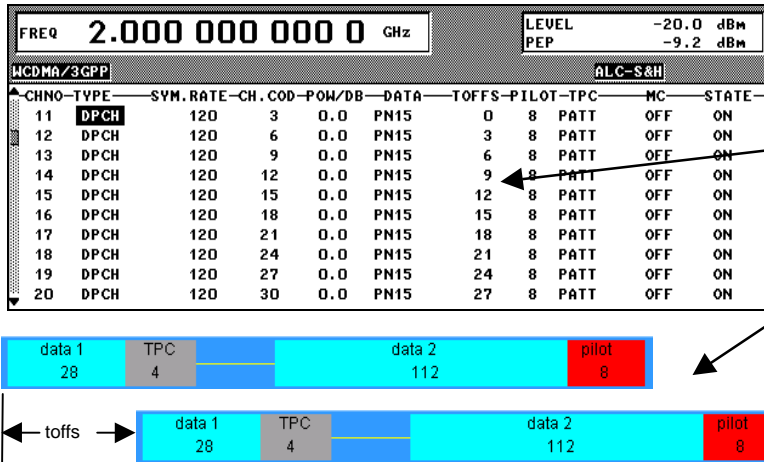 FREQ 2.000 000 000 0 GHz
LEVEL -20.0 dBm
PEP -9.2 dBm
WCDMA/3GPP ALC-S&H
CHNO-TYPE-SYM.RATE-CH.COD-POW/DB-DATA-TOFFS-PILOT-TPC-MC-STATE
11 DPCH 120 3 0.0 PN15 0 8 PATT OFF ON
12 DPCH 120 6 0.0 PN15 3 8 PATT OFF ON
13 DPCH 120 9 0.0 PN15 6 8 PATT OFF ON
14 DPCH 120 12 0.0 PN15 9 8 PATT OFF ON
15 DPCH 120 15 0.0 PN15 12 8 PATT OFF ON
16 DPCH 120 18 0.0 PN15 15 8 PATT OFF ON
17 DPCH 120 21 0.0 PN15 18 8 PATT OFF ON
18 DPCH 120 24 0.0 PN15 21 8 PATT OFF ON
19 DPCH 120 27 0.0 PN15 24 8 PATT OFF ON
20 DPCH 120 30 0.0 PN15 27 8 PATT OFF ON
data 1 TPC data 2 pilot
28 4 112 8
toffs
data 1 TPC data 2 pilot
28 4 112 8